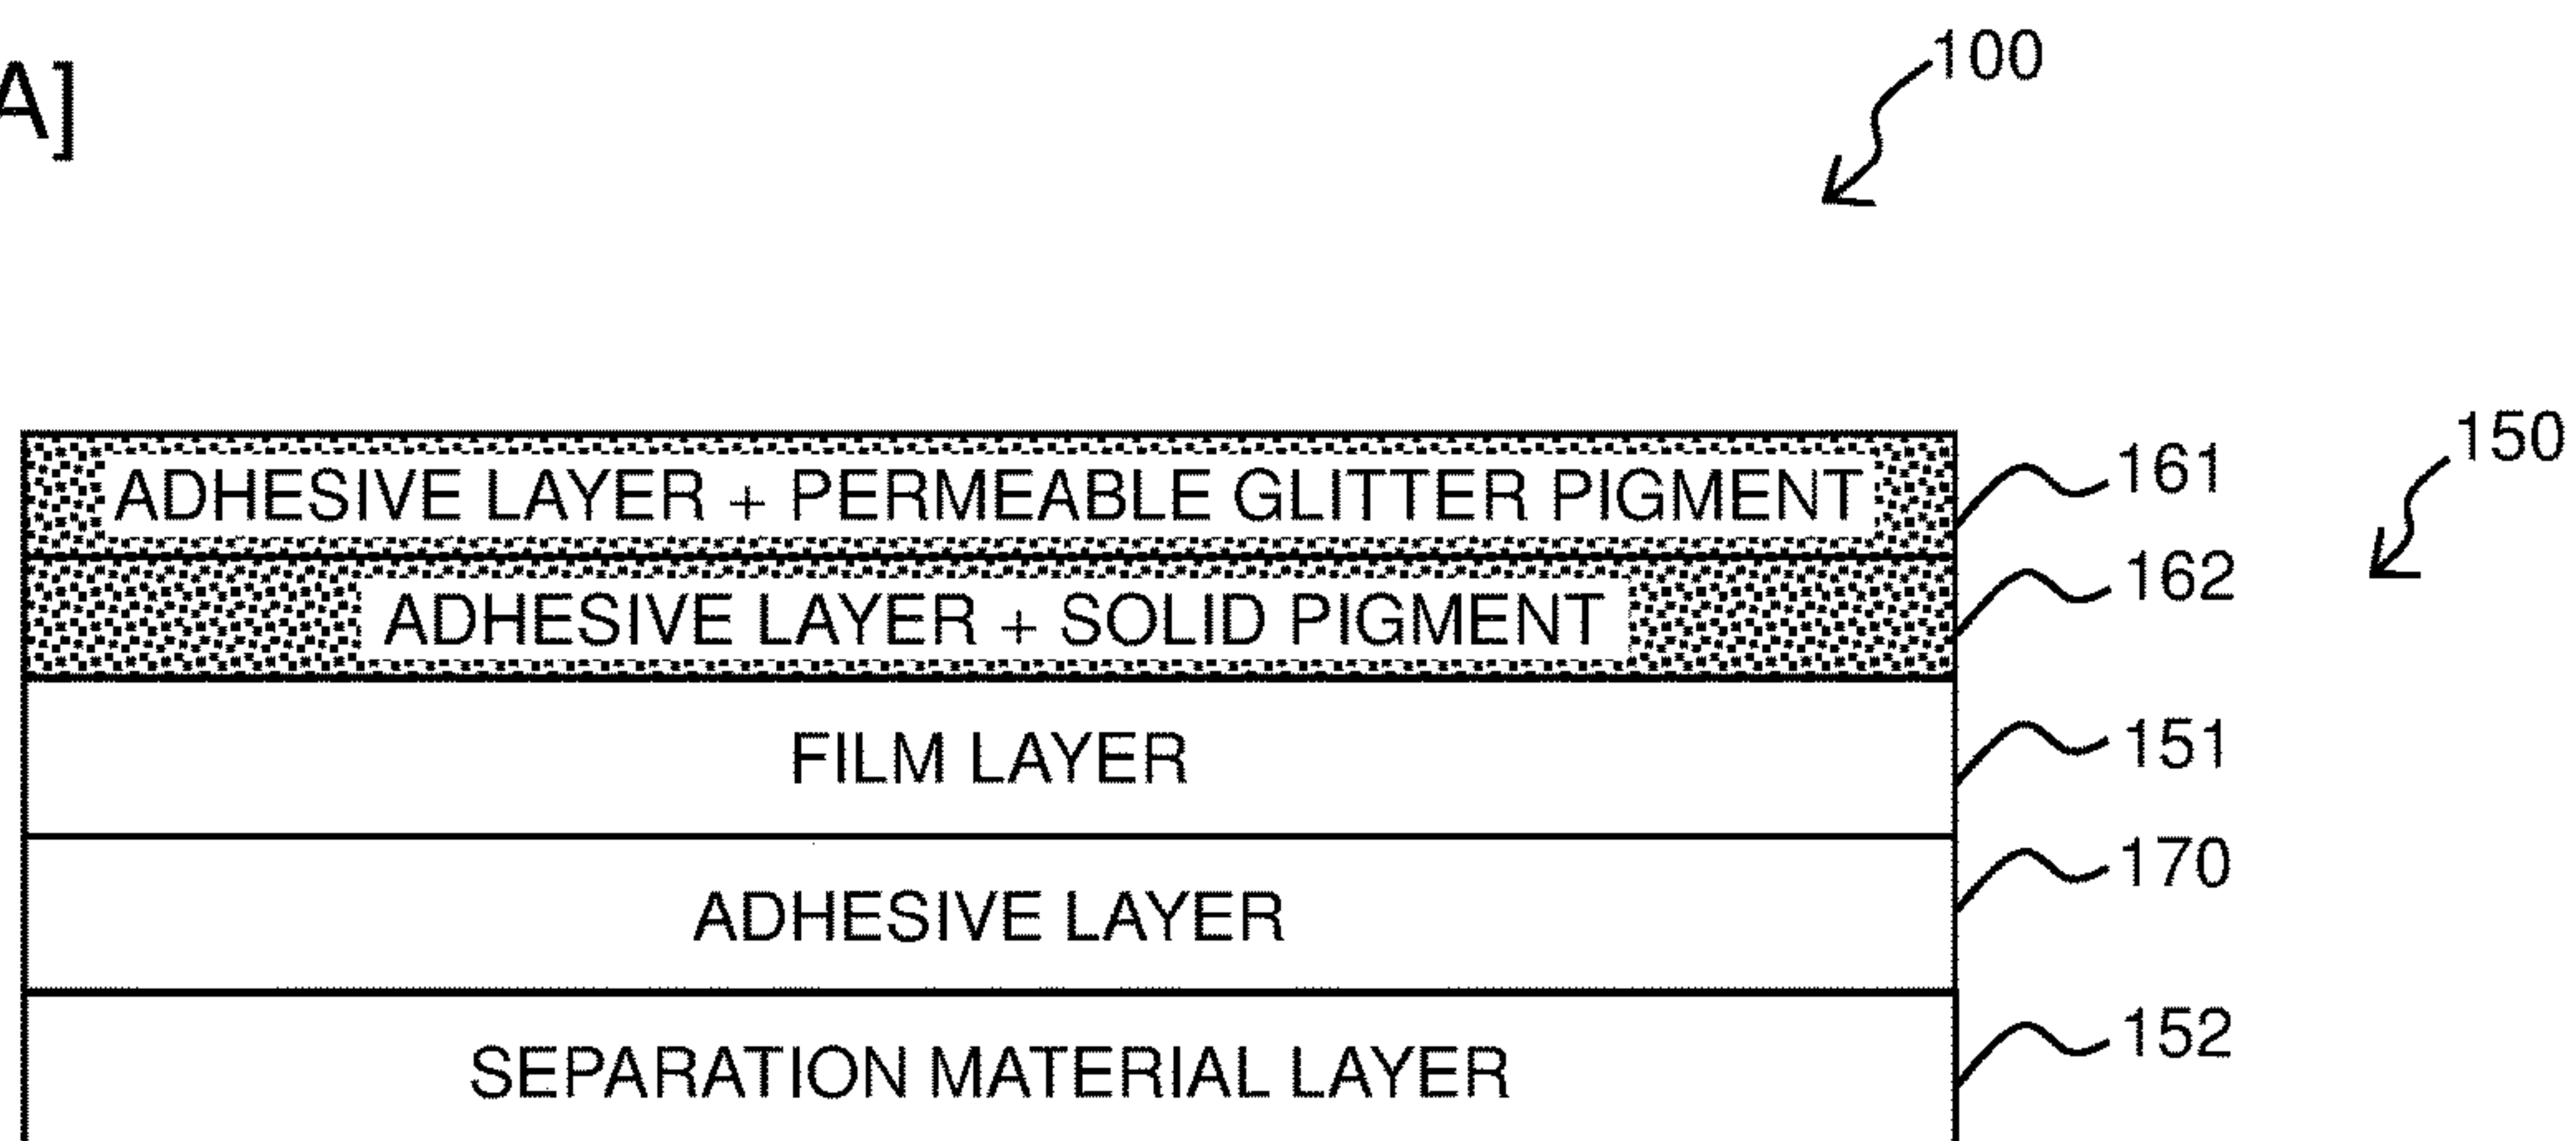 A]
100
150
ADHESIVE LAYER + PERMEABLE GLITTER PIGMENT 161
ADHESIVE LAYER + SOLID PIGMENT 162
FILM LAYER 151
ADHESIVE LAYER 170
SEPARATION MATERIAL LAYER 152